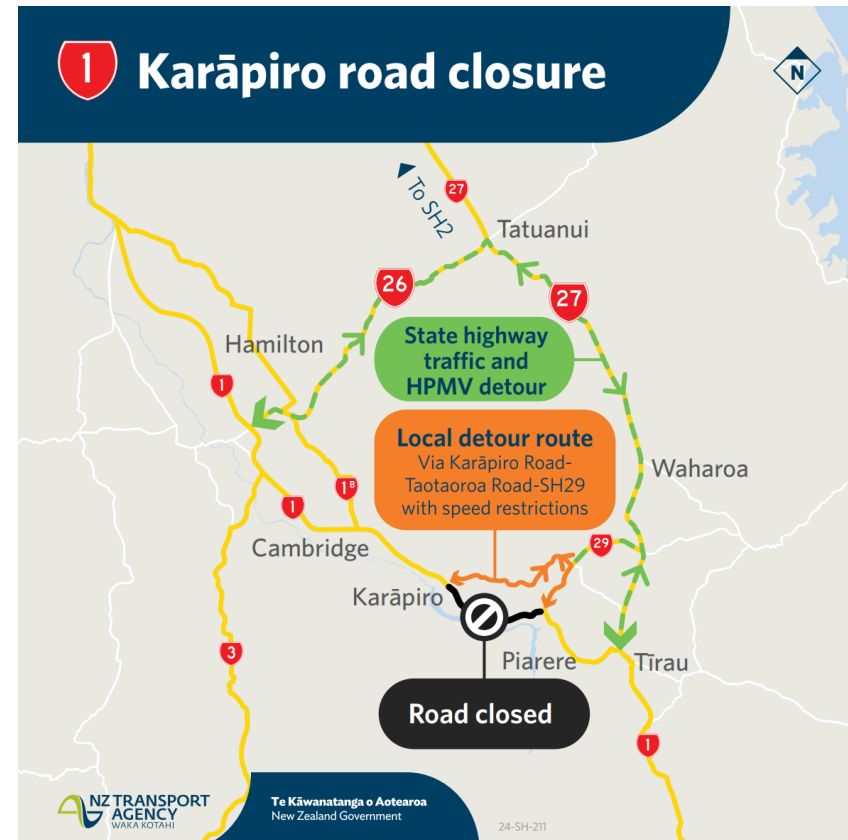 1 Karāpiro road closure
N
To SH2
27
Tatuanui
26
27
Hamilton
State highway
traffic and
HPMV detour
1
Local detour route
Via Karāpiro Road-
Taotaoroa Road-SH29
with speed restrictions
Waharoa
1B
1
29
Cambridge
Karāpiro
3
Piarere
Tīrau
Road closed
1
NZ TRANSPORT
AGENCY
WAKA KOTAHI
Te Kāwanatanga o Aotearoa
New Zealand Government
24-SH-211